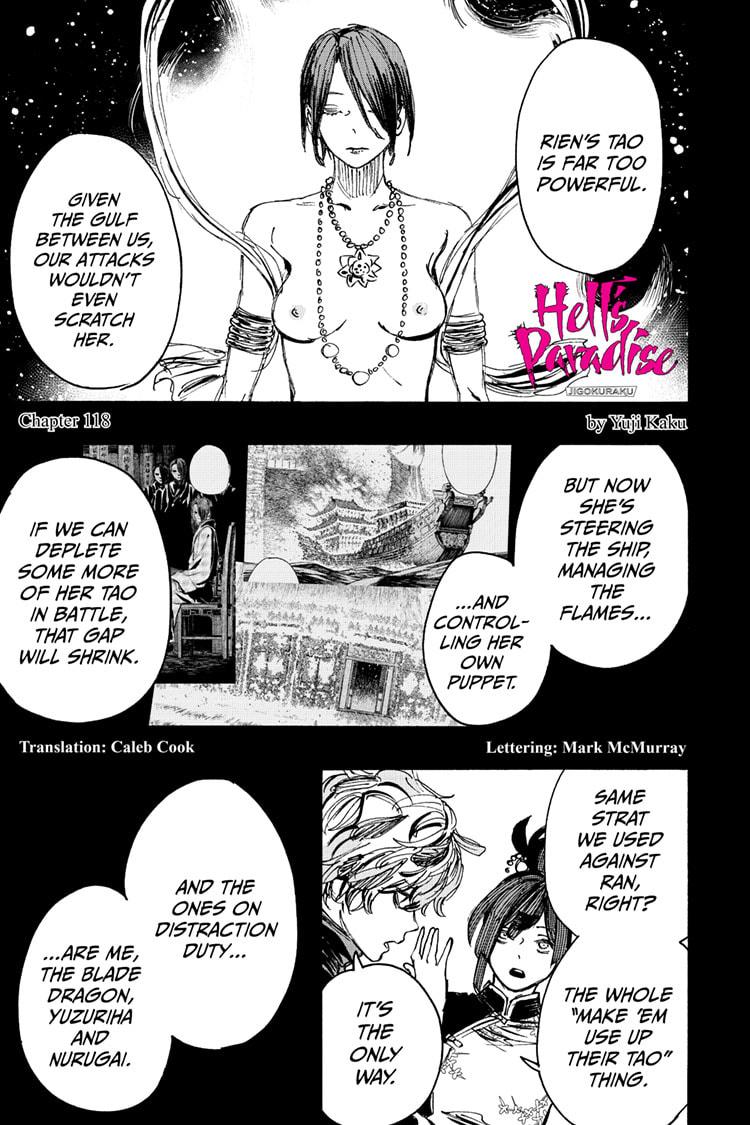 RIEN'S TAO
IS FAR TOO
POWERFUL.
GIVEN
THE GULF
BETWEEN US,
OUR ATTACKS
WOULDN'T
EVEN
SCRATCH
HER.
Hell's
Paradise
JIGOKURAKU
Chapter 118
by Yuji Kaku
BUT NOW
SHE'S
STEERING
THE SHIP,
MANAGING
THE
FLAMES...
...AND
CONTROL-
LING HER
OWN
PUPPET.
IF WE CAN
DEPLETE
SOME MORE
OF HER TAO
IN BATTLE,
THAT GAP
WILL SHRINK.
Translation: Caleb Cook
Lettering: Mark McMurray
SAME
STRAT
WE USED
AGAINST
RAN,
RIGHT?
THE WHOLE
"MAKE 'EM
USE UP
THEIR TAO"
THING.
IT'S
THE
ONLY
WAY.
AND THE
ONES ON
DISTRACTION
DUTY...
...ARE ME,
THE BLADE
DRAGON,
YUZURIHA
AND
NURUGAI.